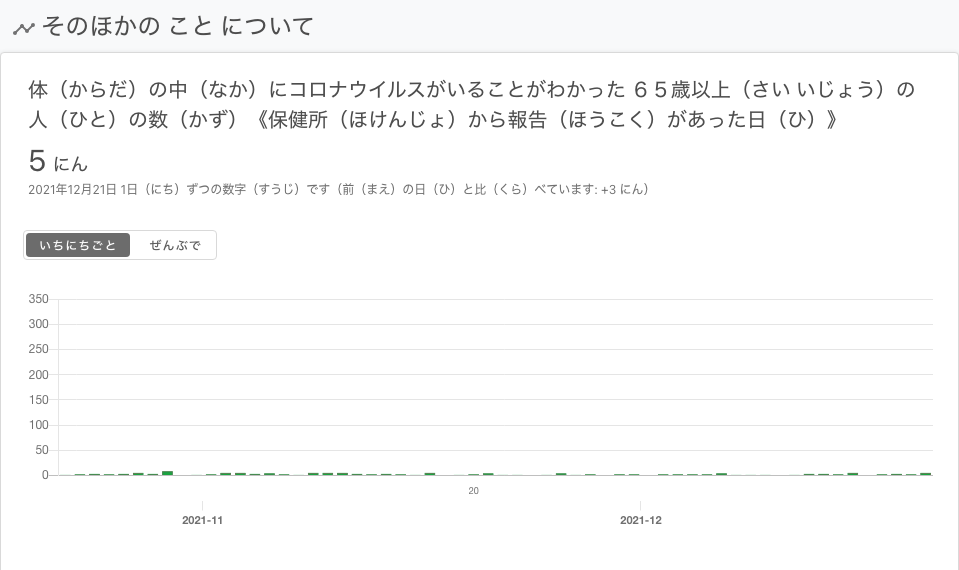 そのほかの こと について
体（からだ）の中（なか）にコロナウイルスがいることがわかった ６５歳以上（さい いじょう）の
人（ひと）の数（かず）《保健所（ほけんじょ）から報告（ほうこく）があった日（ひ）》
5 にん
2021年12月21日 1日（にち）ずつの数字（すうじ）です（前（まえ）の日（ひ）と比（くら）べています: +3 にん）
いちにちごと ぜんぶで
350
300
250
200
150
100
50
0
20
2021-11 2021-12